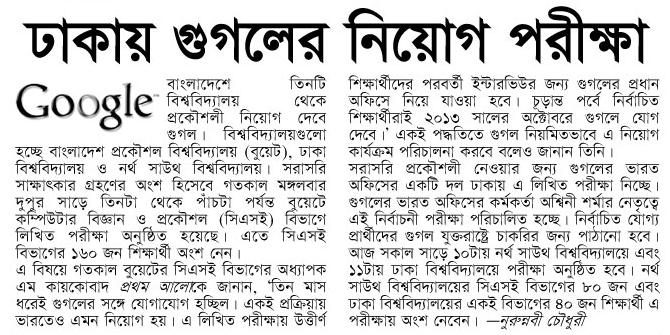 ঢাকায় গুগলের নিয়োগ পরীক্ষা
Google™
বাংলাদেশে তিনটি
বিশ্ববিদ্যালয় থেকে
প্রকৌশলী নিয়োগ দেবে
গুগল। বিশ্ববিদ্যালয়গুলো
হচ্ছে বাংলাদেশ প্রকৌশল বিশ্ববিদ্যালয় (বুয়েট), ঢাকা
বিশ্ববিদ্যালয় ও নর্থ সাউথ বিশ্ববিদ্যালয়। সরাসরি
সাক্ষাৎকার গ্রহণের অংশ হিসেবে গতকাল মঙ্গলবার
দুপুর সাড়ে তিনটা থেকে পাঁচটা পর্যন্ত বুয়েটে
কম্পিউটার বিজ্ঞান ও প্রকৌশল (সিএসই) বিভাগে
লিখিত পরীক্ষা অনুষ্ঠিত হয়েছে। এতে সিএসই
বিভাগের ১৬০ জন শিক্ষার্থী অংশ নেন।
এ বিষয়ে গতকাল বুয়েটের সিএসই বিভাগের অধ্যাপক
এম কায়কোবাদ প্রথম আলোকে জানান, ‘তিন মাস
ধরেই গুগলের সঙ্গে যোগাযোগ হচ্ছিল। একই প্রক্রিয়ায়
ভারতেও এমন নিয়োগ হয়। এ লিখিত পরীক্ষায় উত্তীর্ণ
শিক্ষার্থীদের পরবর্তী ইন্টারভিউর জন্য গুগলের প্রধান
অফিসে নিয়ে যাওয়া হবে। চূড়ান্ত পর্বে নির্বাচিত
শিক্ষার্থীরাই ২০১৩ সালের অক্টোবরে গুগলে যোগ
দেবে।’ একই পদ্ধতিতে গুগল নিয়মিতভাবে এ নিয়োগ
কার্যক্রম পরিচালনা করবে বলেও জানান তিনি।
সরাসরি প্রকৌশলী নেওয়ার জন্য গুগলের ভারত
অফিসের একটি দল ঢাকায় এ লিখিত পরীক্ষা নিচ্ছে।
গুগলের ভারত অফিসের কর্মকর্তা অশ্বিনী শর্মার নেতৃত্বে
এই নির্বাচনী পরীক্ষা পরিচালিত হচ্ছে। নির্বাচিত যোগ্য
প্রার্থীদের গুগল যুক্তরাষ্ট্রে চাকরির জন্য পাঠানো হবে।
আজ সকাল সাড়ে ১০টায় নর্থ সাউথ বিশ্ববিদ্যালয়ে এবং
১১টায় ঢাকা বিশ্ববিদ্যালয়ে পরীক্ষা অনুষ্ঠিত হবে। নর্থ
সাউথ বিশ্ববিদ্যালয়ের সিএসই বিভাগের ৮০ জন এবং
ঢাকা বিশ্ববিদ্যালয়ের একই বিভাগের ৪০ জন শিক্ষার্থী এ
পরীক্ষায় অংশ নেবেন। —নুরুন্নবী চৌধুরী